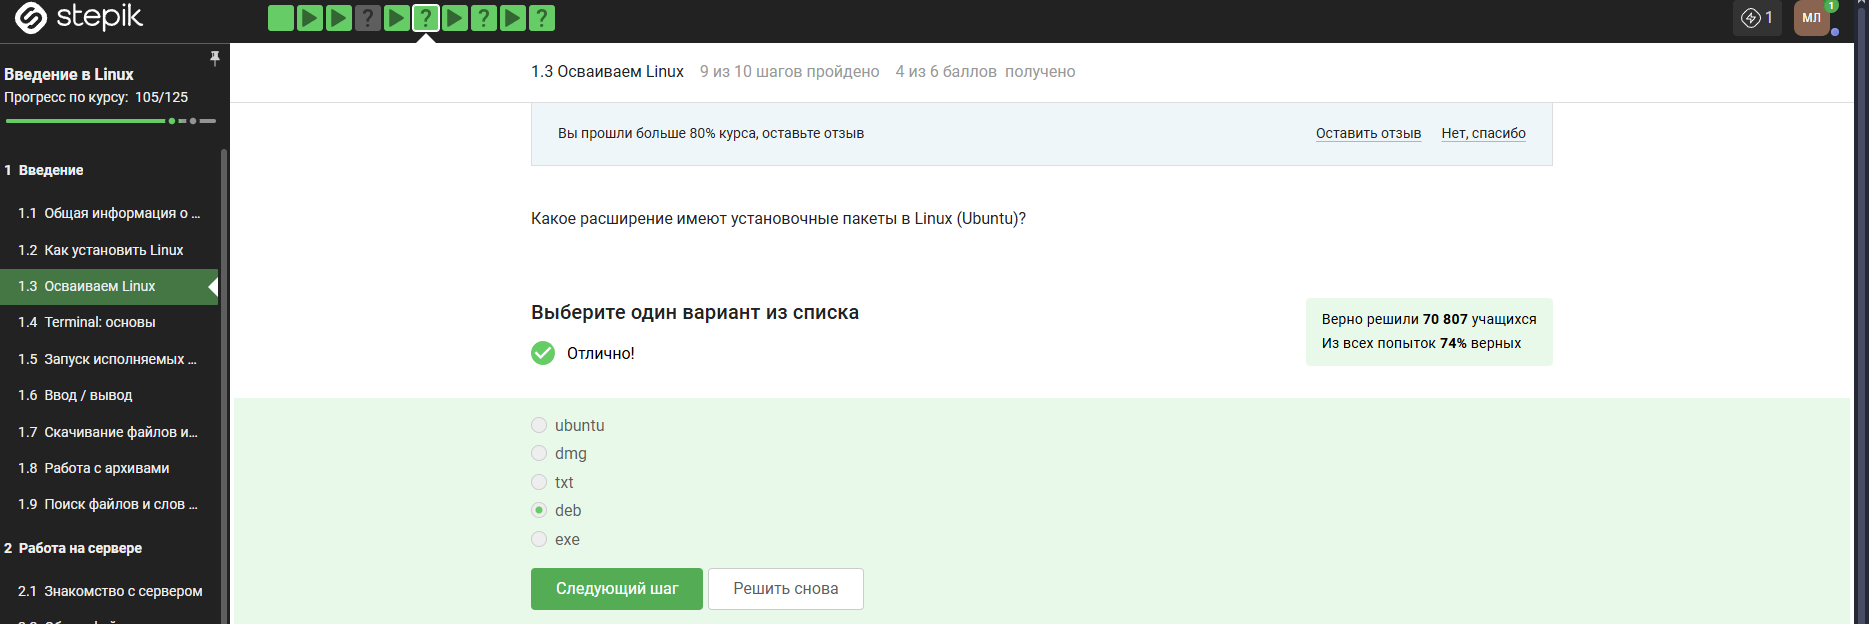 stepik
? ? ? ?
1
МЛ
1
Введение в Linux
Прогресс по курсу: 105/125
1 Введение
1.1 Общая информация о ...
1.2 Как установить Linux
1.3 Осваиваем Linux
1.4 Terminal: основы
1.5 Запуск исполняемых ...
1.6 Ввод / вывод
1.7 Скачивание файлов и...
1.8 Работа с архивами
1.9 Поиск файлов и слов ...
2 Работа на сервере
2.1 Знакомство с сервером
1.3 Осваиваем Linux 9 из 10 шагов пройдено 4 из 6 баллов получено
Вы прошли больше 80% курса, оставьте отзыв Оставить отзыв Нет, спасибо
Какое расширение имеют установочные пакеты в Linux (Ubuntu)?
Выберите один вариант из списка
Отлично!
Верно решили 70 807 учащихся
Из всех попыток 74% верных
ubuntu
dmg
txt
deb
exe
Следующий шаг Решить снова